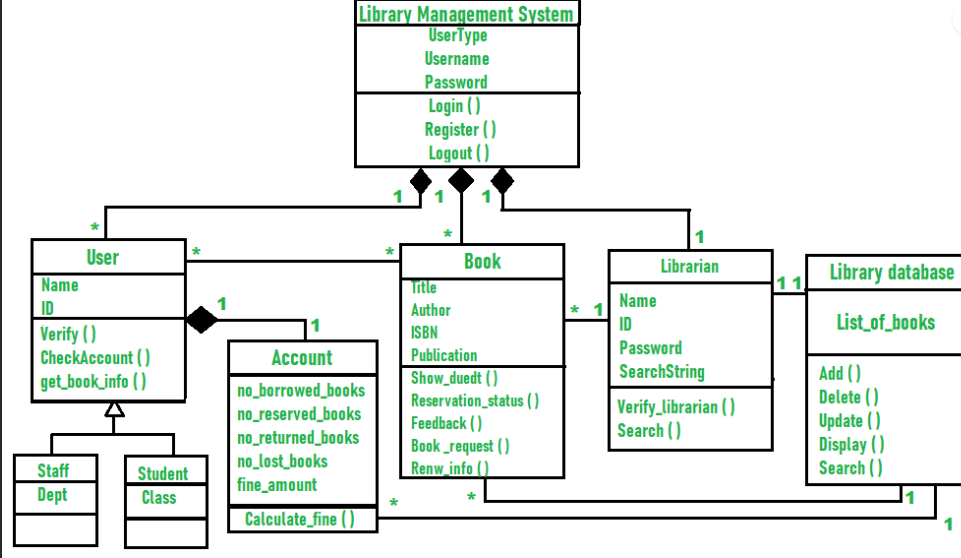 Library Management System
UserType
Username
Password
Login ( )
Register ( )
Logout ( )
1 1 1
* * 1
User
Name
ID
Verify ( )
CheckAccount ( )
get_book_info ( )
* *
1
1
Account
no_borrowed_books
no_reserved_books
no_returned_books
no_lost_books
fine_amount
Calculate_fine ( )
Book
Title
Author
ISBN
Publication
Show_duedt ( )
Reservation_status ( )
Feedback ( )
Book _request ( )
Renw_info ( )
* 1
Librarian
Name
ID
Password
SearchString
Verify_librarian ( )
Search ( )
1 1
Library database
List_of_books
Add ( )
Delete ( )
Update ( )
Display ( )
Search ( )
Staff
Dept
Student
Class
* 1
* 1